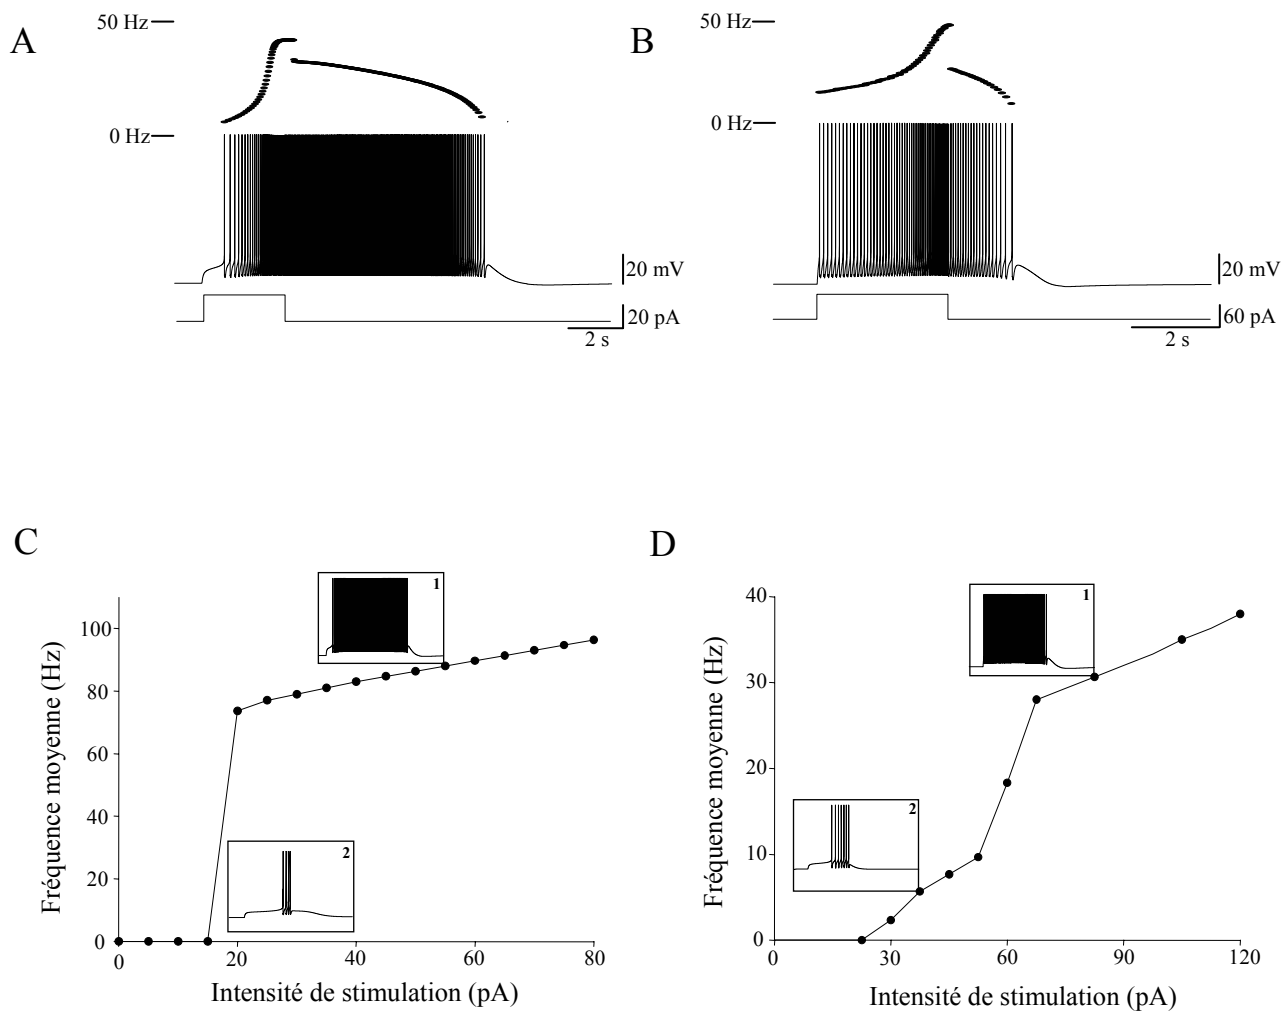 A
50 Hz
0 Hz
20 mV
20 pA
2 s
B
50 Hz
0 Hz
20 mV
60 pA
2 s
C
Fréquence moyenne (Hz)
100
80
60
40
20
0
1
2
0 20 40 60 80
Intensité de stimulation (pA)
D
Fréquence moyenne (Hz)
40
30
20
10
0
1
2
0 30 60 90 120
Intensité de stimulation (pA)